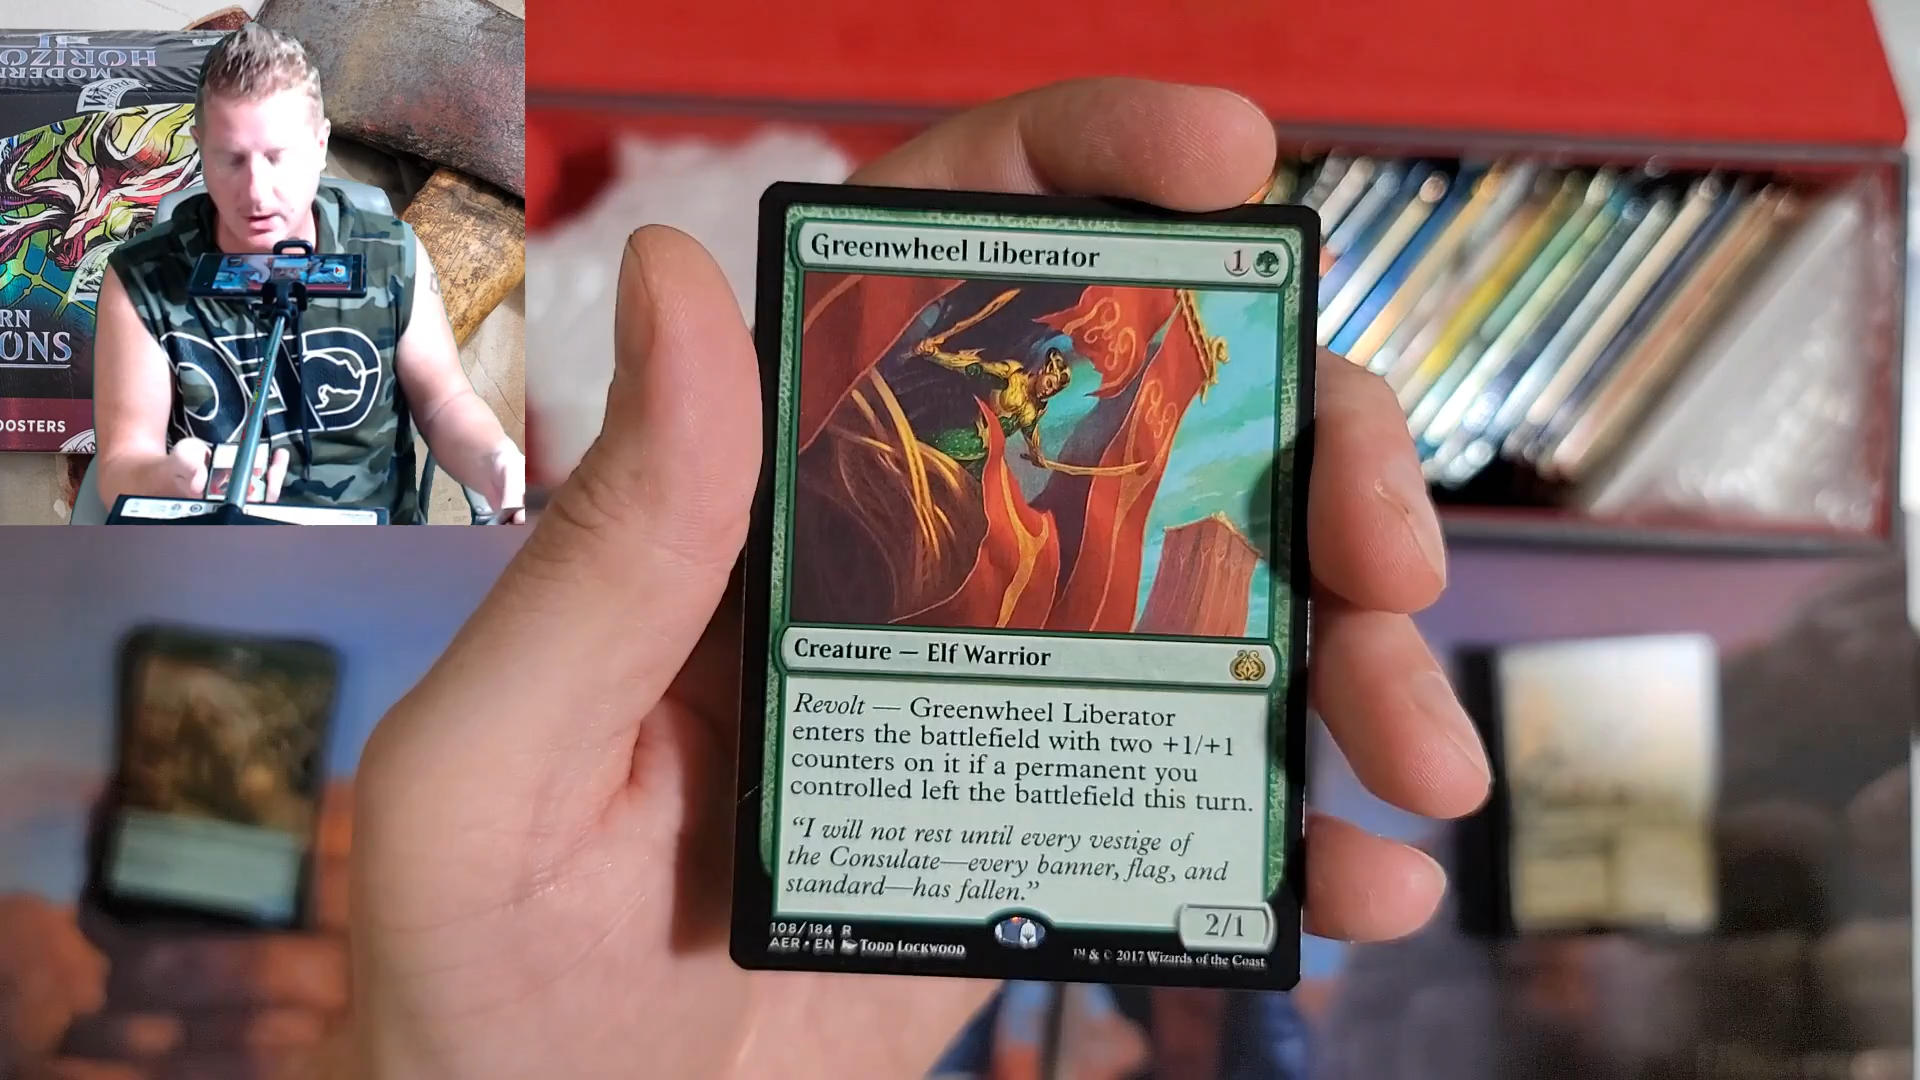 HORIZO
MODERN
Wizards
RN
ONS
OOSTERS
Greenwheel Liberator 1
Creature — Elf Warrior
Revolt — Greenwheel Liberator
enters the battlefield with two +1/+1
counters on it if a permanent you
controlled left the battlefield this turn.
“I will not rest until every vestige of
the Consulate—every banner, flag, and
standard—has fallen.”
2/1
108/184 R
AER • EN Todd Lockwood
™ & © 2017 Wizards of the Coast